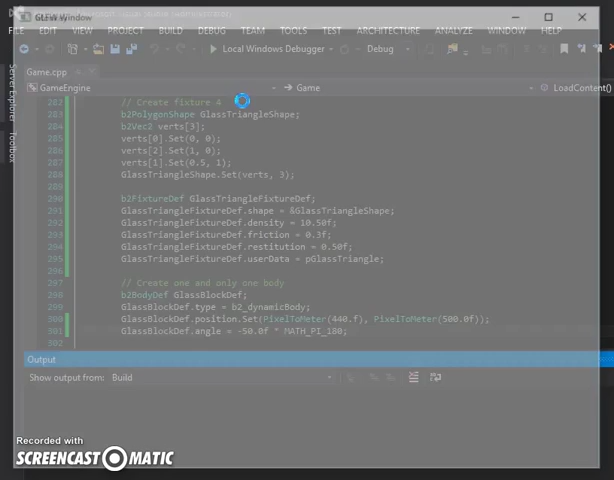 GLFW window
FILE EDIT VIEW PROJECT BUILD DEBUG TEAM TOOLS TEST ARCHITECTURE ANALYZE WINDOW HELP
Local Windows Debugger Debug
Game.cpp
GameEngine Game LoadContent()
Server Explorer
Toolbox
282 // Create fixture 4
283 b2PolygonShape GlassTriangleShape;
284 b2Vec2 verts[3];
285 verts[0].Set(0, 0);
286 verts[2].Set(1, 0);
287 verts[1].Set(0.5, 1);
288 GlassTriangleShape.Set(verts, 3);
289
290 b2FixtureDef GlassTriangleFixtureDef;
291 GlassTriangleFixtureDef.shape = &GlassTriangleShape;
292 GlassTriangleFixtureDef.density = 10.50f;
293 GlassTriangleFixtureDef.friction = 0.3f;
294 GlassTriangleFixtureDef.restitution = 0.50f;
295 GlassTriangleFixtureDef.userData = pGlassTriangle;
296
297 // Create one and only one body
298 b2BodyDef GlassBlockDef;
299 GlassBlockDef.type = b2_dynamicBody;
300 GlassBlockDef.position.Set(PixelToMeter(440.f), PixelToMeter(500.0f));
301 GlassBlockDef.angle = -50.0f * MATH_PI_180;
302
Output
Show output from: Build
Recorded with
SCREENCAST MATIC